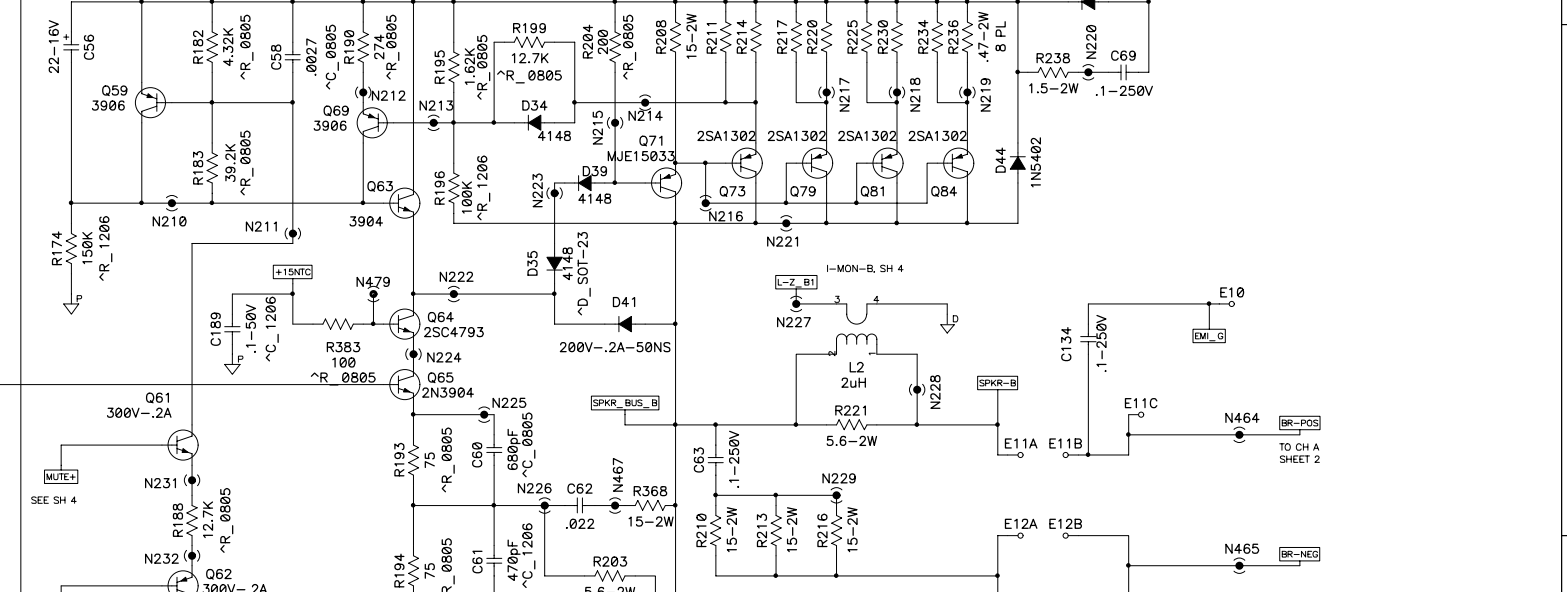 22-16V
+
C56
R182
4.32K
^R_0805
C58
.0027
^C_0805
R190
274
^R_0805
R195
1.62K
^R_0805
R199
12.7K
^R_0805
R204
200
^R_0805
R208
15-2W
R211
R214
R217
R220
R225
R230
R234
R236
.47-2W
8 PL
N220
R238
1.5-2W
C69
.1-250V
Q59
3906
Q69
3906
N212
N213
D34
4148
N215
N214
Q71
MJE15033
2SA1302
2SA1302
2SA1302
2SA1302
N217
N218
N219
D44
1N5402
R183
39.2K
^R_0805
Q63
3904
R196
100K
^R_1206
N223
D39
4148
Q73
Q79
Q81
Q84
N216
N210
N211
N221
R174
150K
^R_1206
P
+15NTC
N479
N222
D35
4148
^D_SOT-23
D41
200V-.2A-50NS
C189
.1-50V
^C_1206
P
R383
100
^R_0805
Q64
2SC4793
N224
Q65
2N3904
I-MON-B, SH 4
L-Z_B1
3
4
N227
D
2
1
L2
2uH
N228
E10
EMI_G
C134
.1-250V
SPKR-B
SPKR_BUS_B
R221
5.6-2W
E11C
E11A
E11B
N464
BR-POS
TO CH A
SHEET 2
Q61
300V-.2A
MUTE+
SEE SH 4
N231
R188
12.7K
^R_0805
N232
Q62
300V-.2A
R193
75
^R_0805
N225
C60
680pF
^C_0805
N226
C62
.022
N467
R368
15-2W
C63
.1-250V
N229
R210
15-2W
R213
15-2W
R216
15-2W
R194
75
^R_0805
C61
470pF
^C_1206
R203
5.6-2W
E12A
E12B
N465
BR-NEG